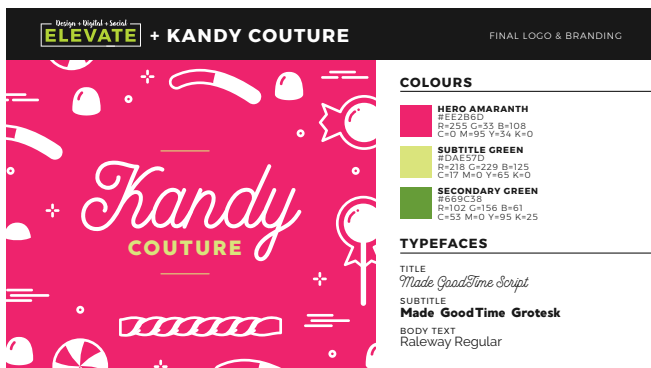 Design + Digital + Social
ELEVATE
+ KANDY COUTURE
FINAL LOGO & BRANDING
Kandy
COUTURE
COLOURS
HERO AMARANTH
#EE2B6D
R=255 G=33 B=108
C=0 M=95 Y=34 K=0
SUBTITLE GREEN
#DAE57D
R=218 G=229 B=125
C=17 M=0 Y=65 K=0
SECONDARY GREEN
#669C38
R=102 G=156 B=61
C=53 M=0 Y=95 K=25
TYPEFACES
TITLE
Made GoodTime Script
SUBTITLE
Made GoodTime Grotesk
BODY TEXT
Raleway Regular